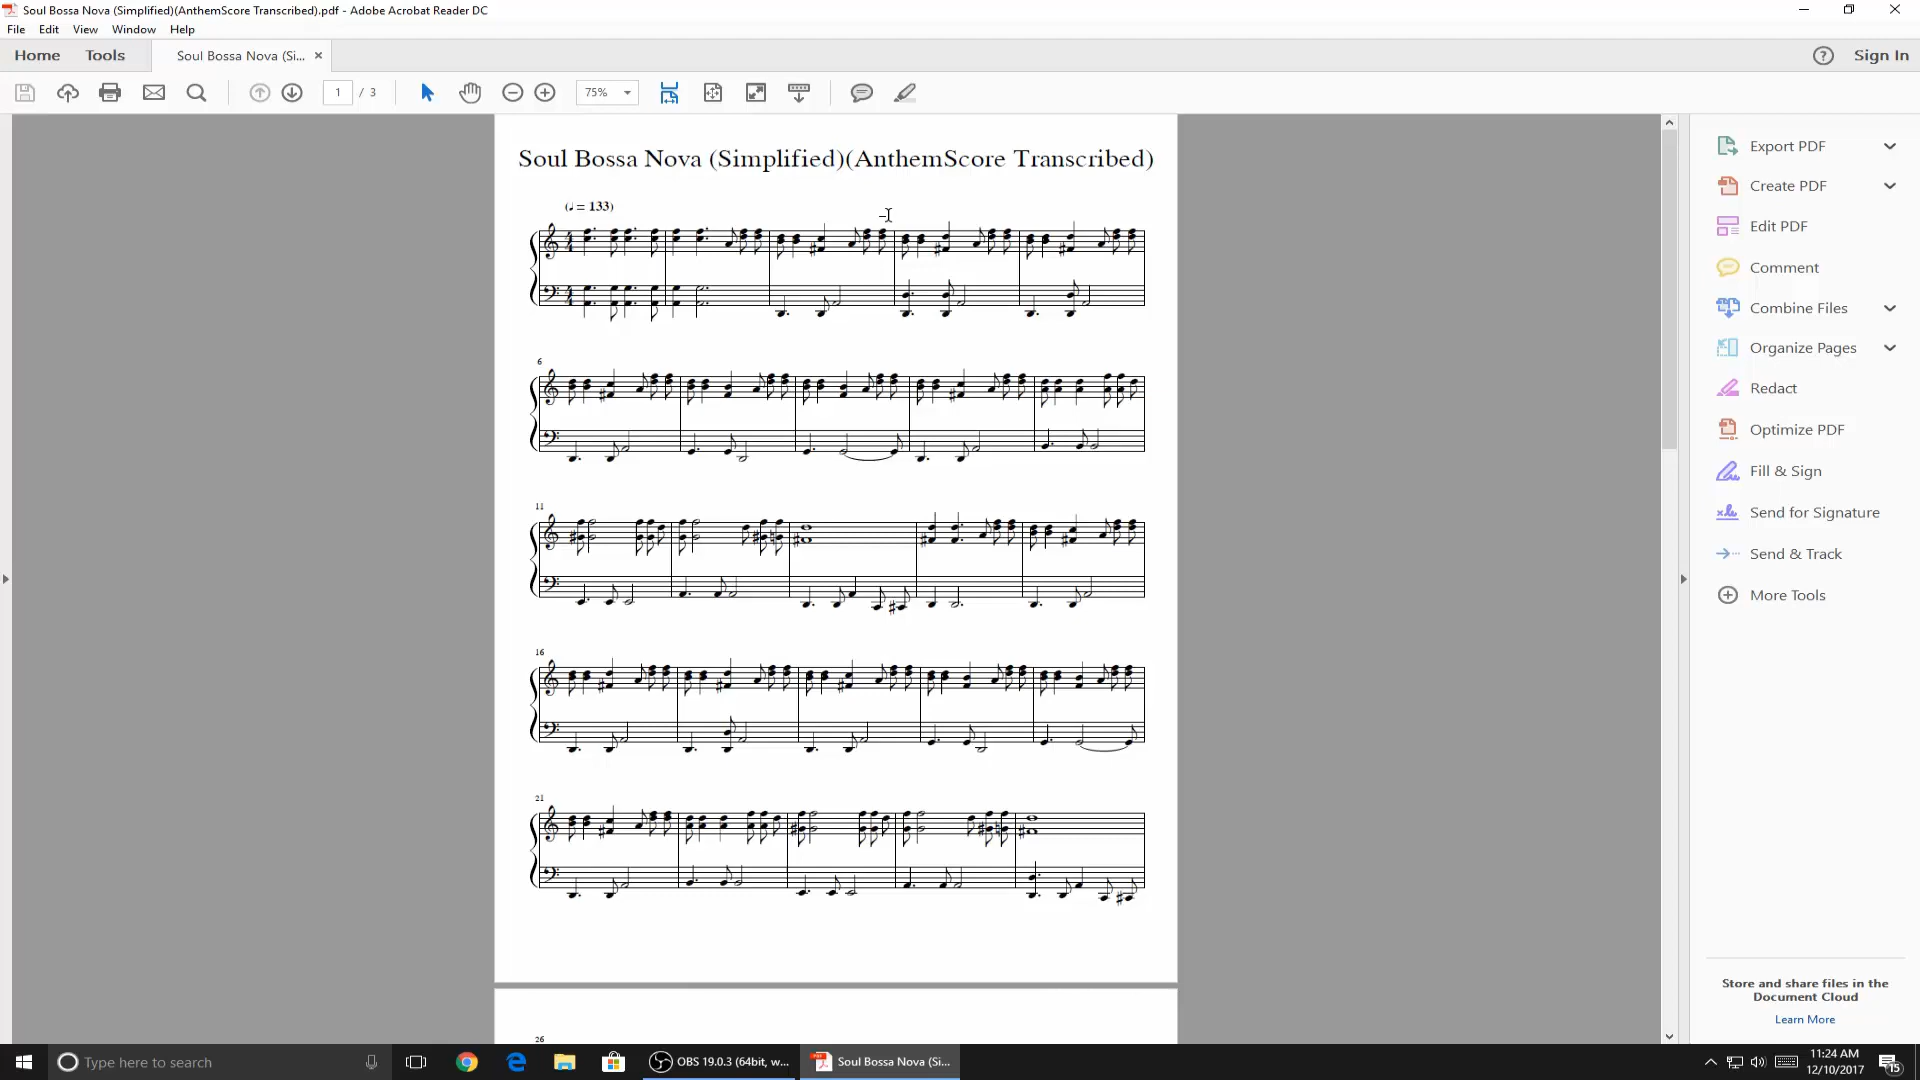 Soul Bossa Nova (Simplified)(AnthemScore Transcribed).pdf - Adobe Acrobat Reader DC
File Edit View Window Help
Home Tools Soul Bossa Nova (Si... × Sign In
1 / 3 75%
Soul Bossa Nova (Simplified)(AnthemScore Transcribed)
(♩ = 133)
6
11
16
21
26
Export PDF
Create PDF
Edit PDF
Comment
Combine Files
Organize Pages
Redact
Optimize PDF
Fill & Sign
Send for Signature
Send & Track
More Tools
Store and share files in the
Document Cloud
Learn More
Type here to search
OBS 19.0.3 (64bit, w...
Soul Bossa Nova (Si...
11:24 AM
12/10/2017
15